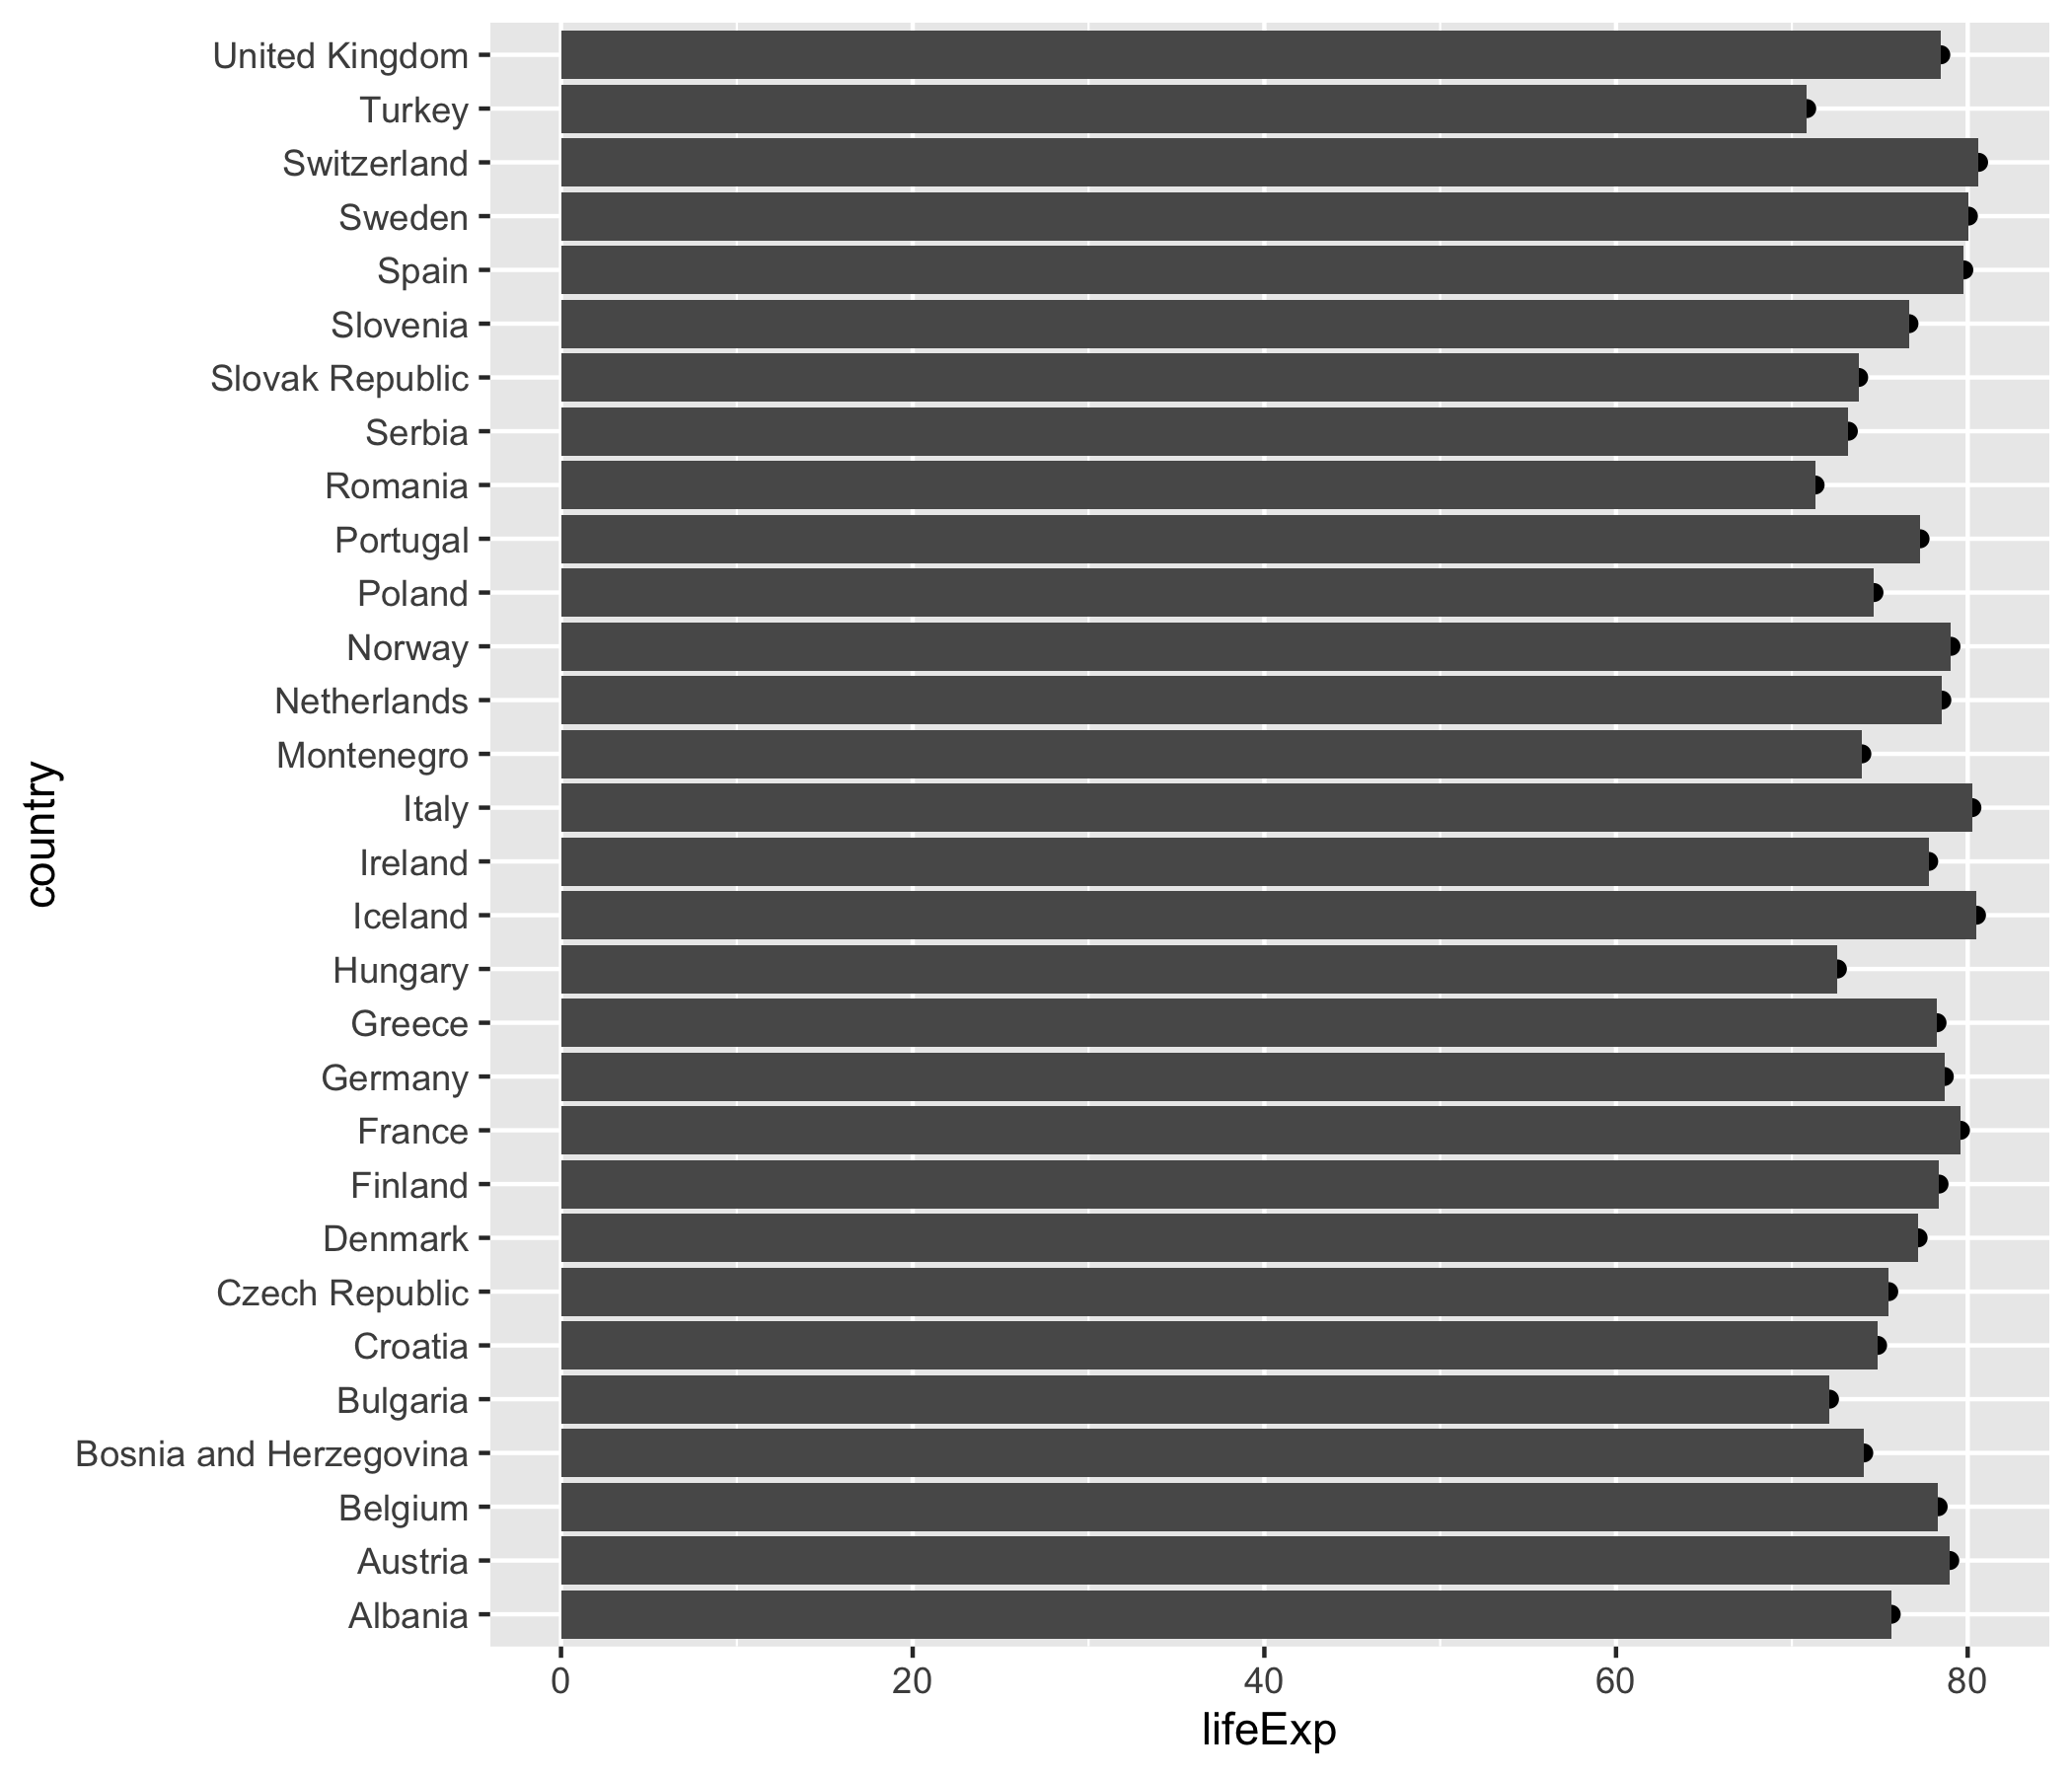 United Kingdom
Turkey
Switzerland
Sweden
Spain
Slovenia
Slovak Republic
Serbia
Romania
Portugal
Poland
Norway
Netherlands
Montenegro
Italy
Ireland
Iceland
Hungary
Greece
Germany
France
Finland
Denmark
Czech Republic
Croatia
Bulgaria
Bosnia and Herzegovina
Belgium
Austria
Albania
country
0 20 40 60 80
lifeExp